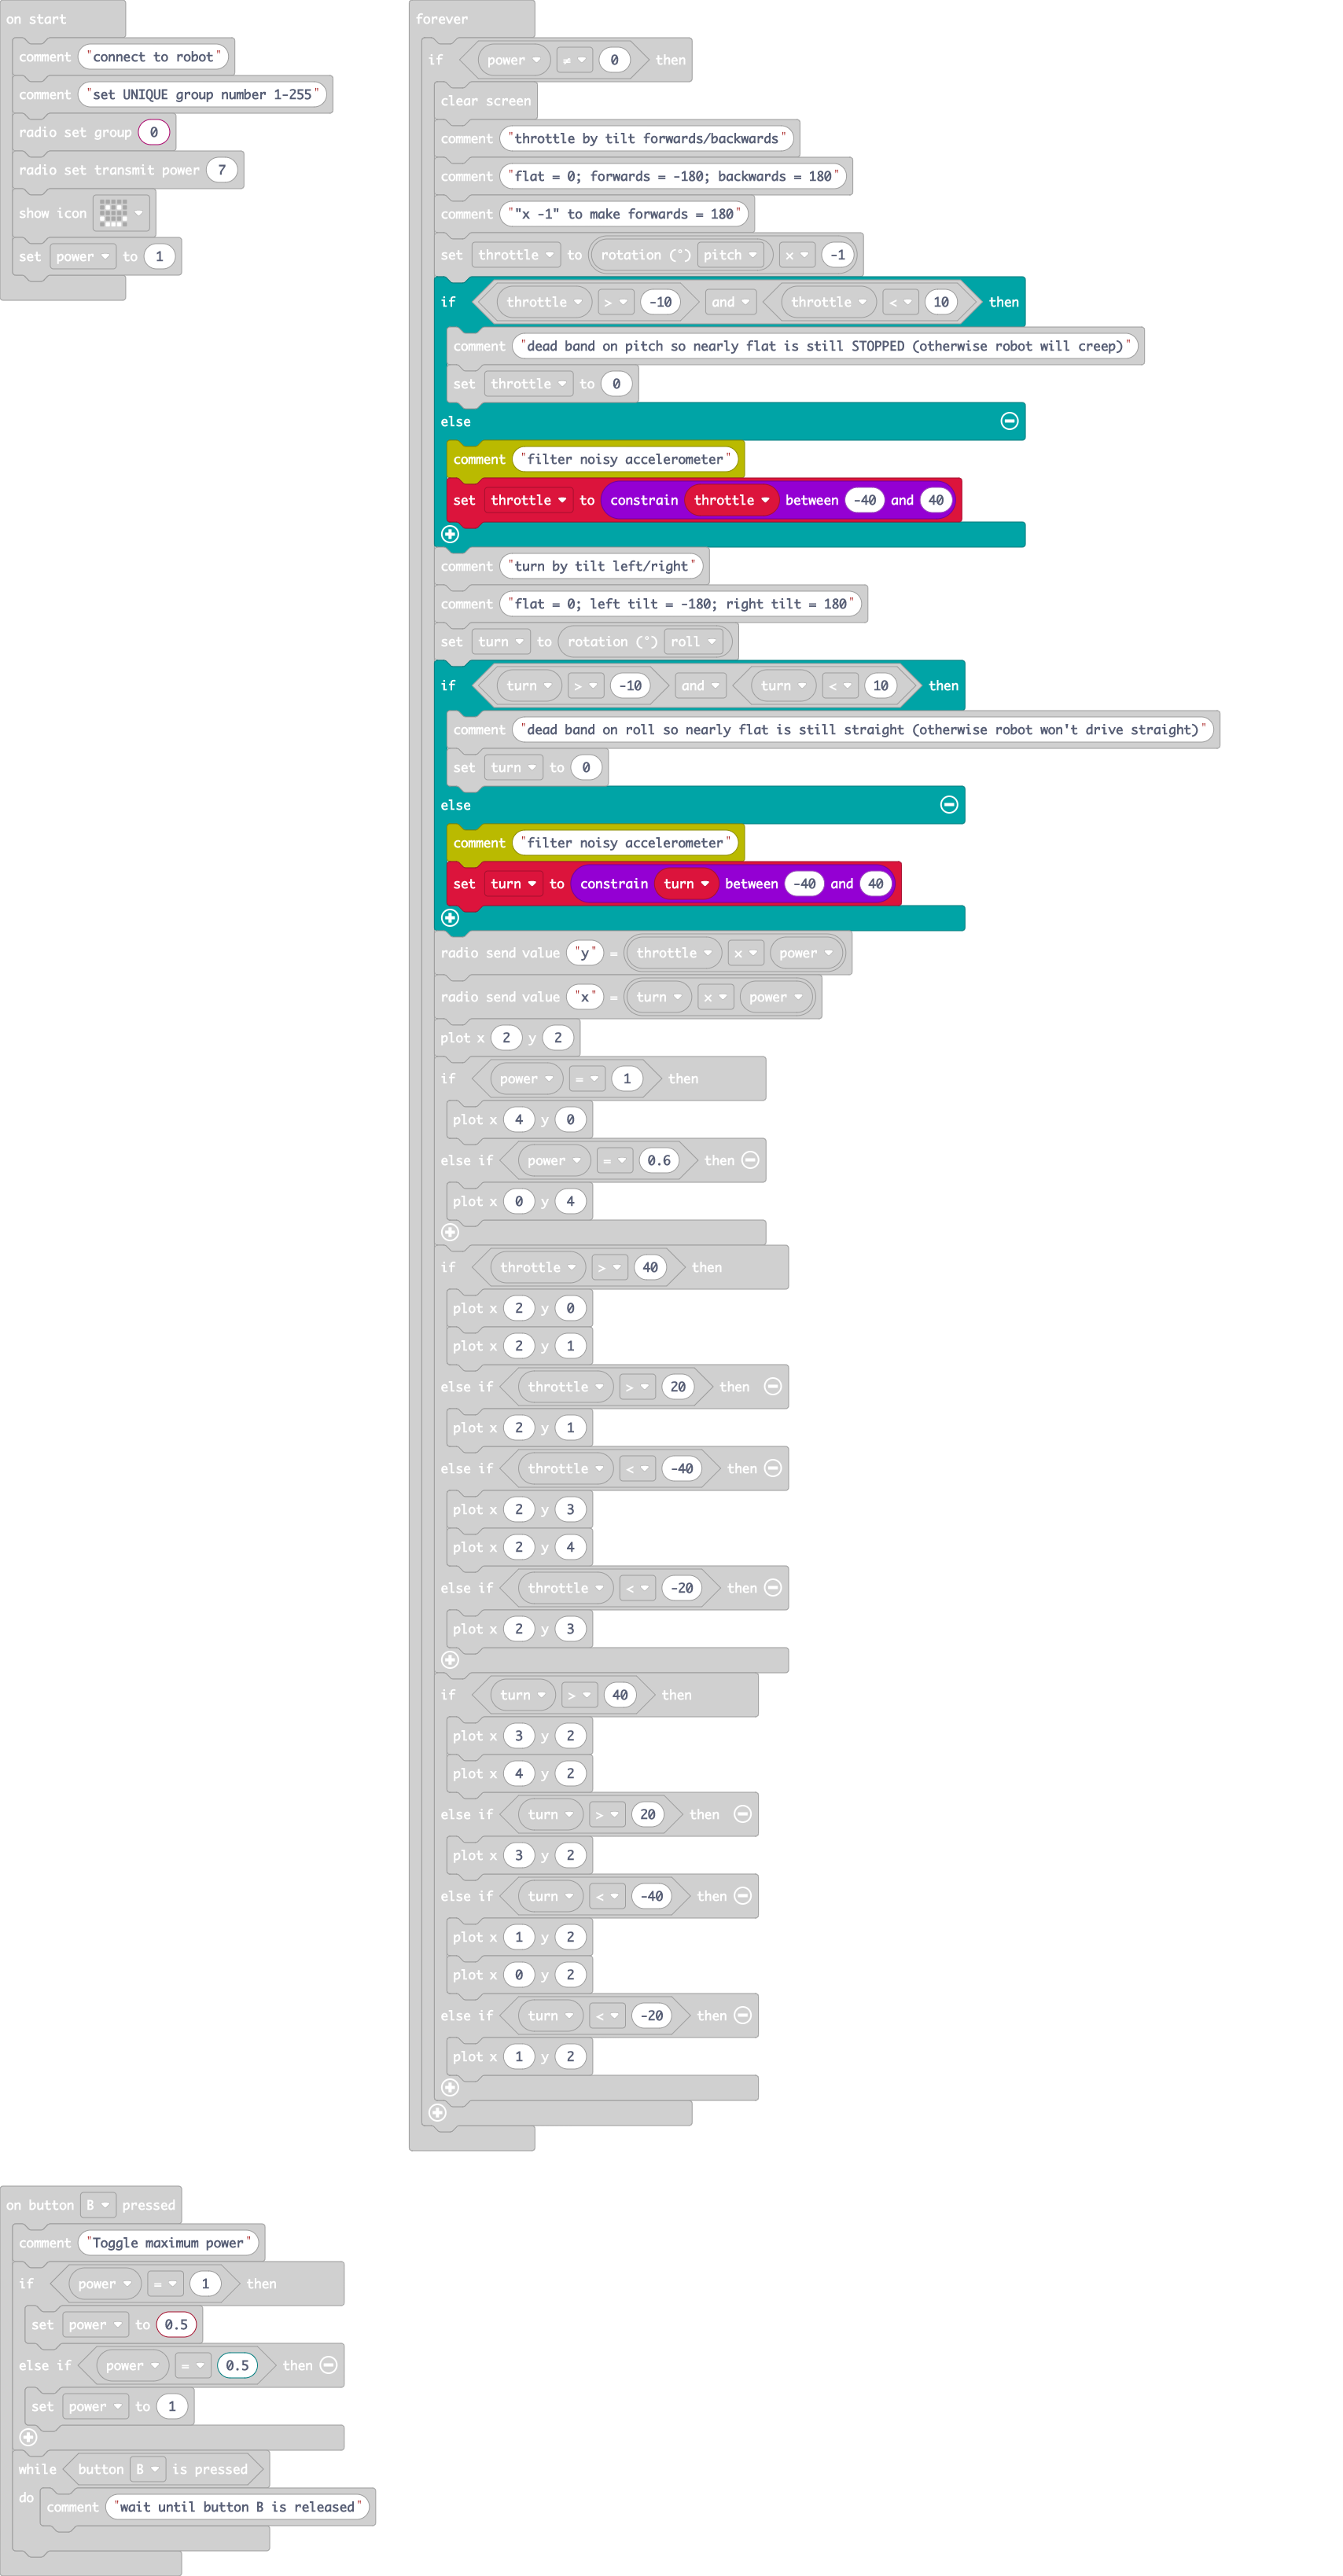 on start
comment "connect to robot"
comment "set UNIQUE group number 1-255"
radio set group 0
radio set transmit power 7
show icon
set power to 1
forever
if power ≠ 0 then
clear screen
comment "throttle by tilt forwards/backwards"
comment "flat = 0; forwards = -180; backwards = 180"
comment ""x -1" to make forwards = 180"
set throttle to rotation (°) pitch × -1
if throttle > -10 and throttle < 10 then
comment "dead band on pitch so nearly flat is still STOPPED (otherwise robot will creep)"
set throttle to 0
else
comment "filter noisy accelerometer"
set throttle to constrain throttle between -40 and 40
comment "turn by tilt left/right"
comment "flat = 0; left tilt = -180; right tilt = 180"
set turn to rotation (°) roll
if turn > -10 and turn < 10 then
comment "dead band on roll so nearly flat is still straight (otherwise robot won't drive straight)"
set turn to 0
else
comment "filter noisy accelerometer"
set turn to constrain turn between -40 and 40
radio send value "y" = throttle × power
radio send value "x" = turn × power
plot x 2 y 2
if power = 1 then
plot x 4 y 0
else if power = 0.6 then
plot x 0 y 4
if throttle > 40 then
plot x 2 y 0
plot x 2 y 1
else if throttle > 20 then
plot x 2 y 1
else if throttle < -40 then
plot x 2 y 3
plot x 2 y 4
else if throttle < -20 then
plot x 2 y 3
if turn > 40 then
plot x 3 y 2
plot x 4 y 2
else if turn > 20 then
plot x 3 y 2
else if turn < -40 then
plot x 1 y 2
plot x 0 y 2
else if turn < -20 then
plot x 1 y 2
on button B pressed
comment "Toggle maximum power"
if power = 1 then
set power to 0.5
else if power = 0.5 then
set power to 1
while button B is pressed
do comment "wait until button B is released"